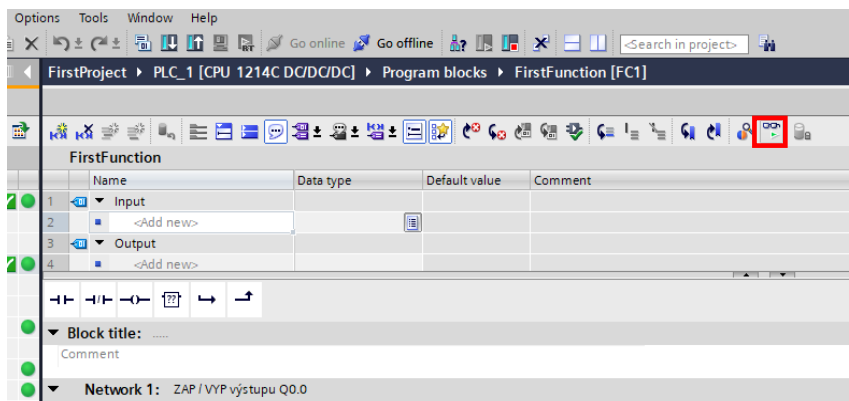 Options Tools Window Help
Go online Go offline <Search in project>
FirstProject ▸ PLC_1 [CPU 1214C DC/DC/DC] ▸ Program blocks ▸ FirstFunction [FC1]
FirstFunction
Name Data type Default value Comment
1 Input
2 <Add new>
3 Output
4 <Add new>
??
Block title: .....
Comment
Network 1: ZAP / VYP výstupu Q0.0